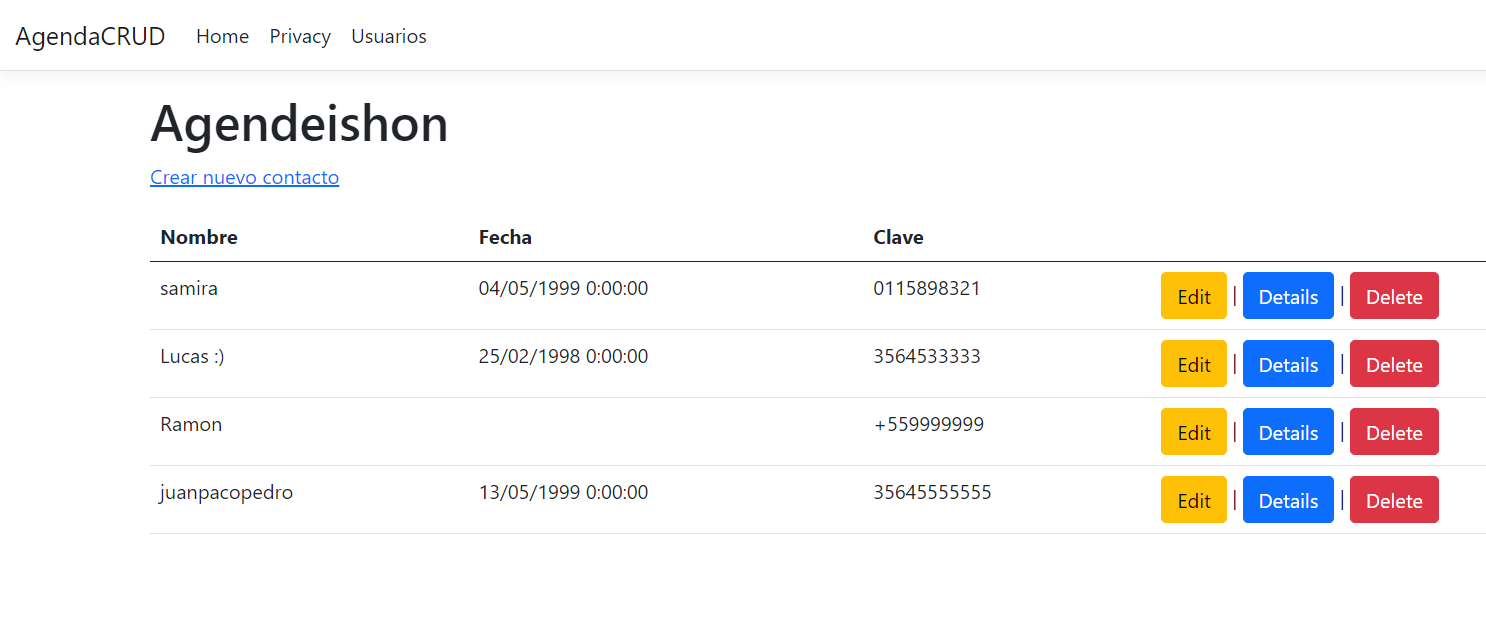 AgendaCRUD Home Privacy Usuarios
Agendeishon
Crear nuevo contacto
Nombre Fecha Clave
samira 04/05/1999 0:00:00 0115898321 Edit | Details | Delete
Lucas :) 25/02/1998 0:00:00 3564533333 Edit | Details | Delete
Ramon +559999999 Edit | Details | Delete
juanpacopedro 13/05/1999 0:00:00 35645555555 Edit | Details | Delete